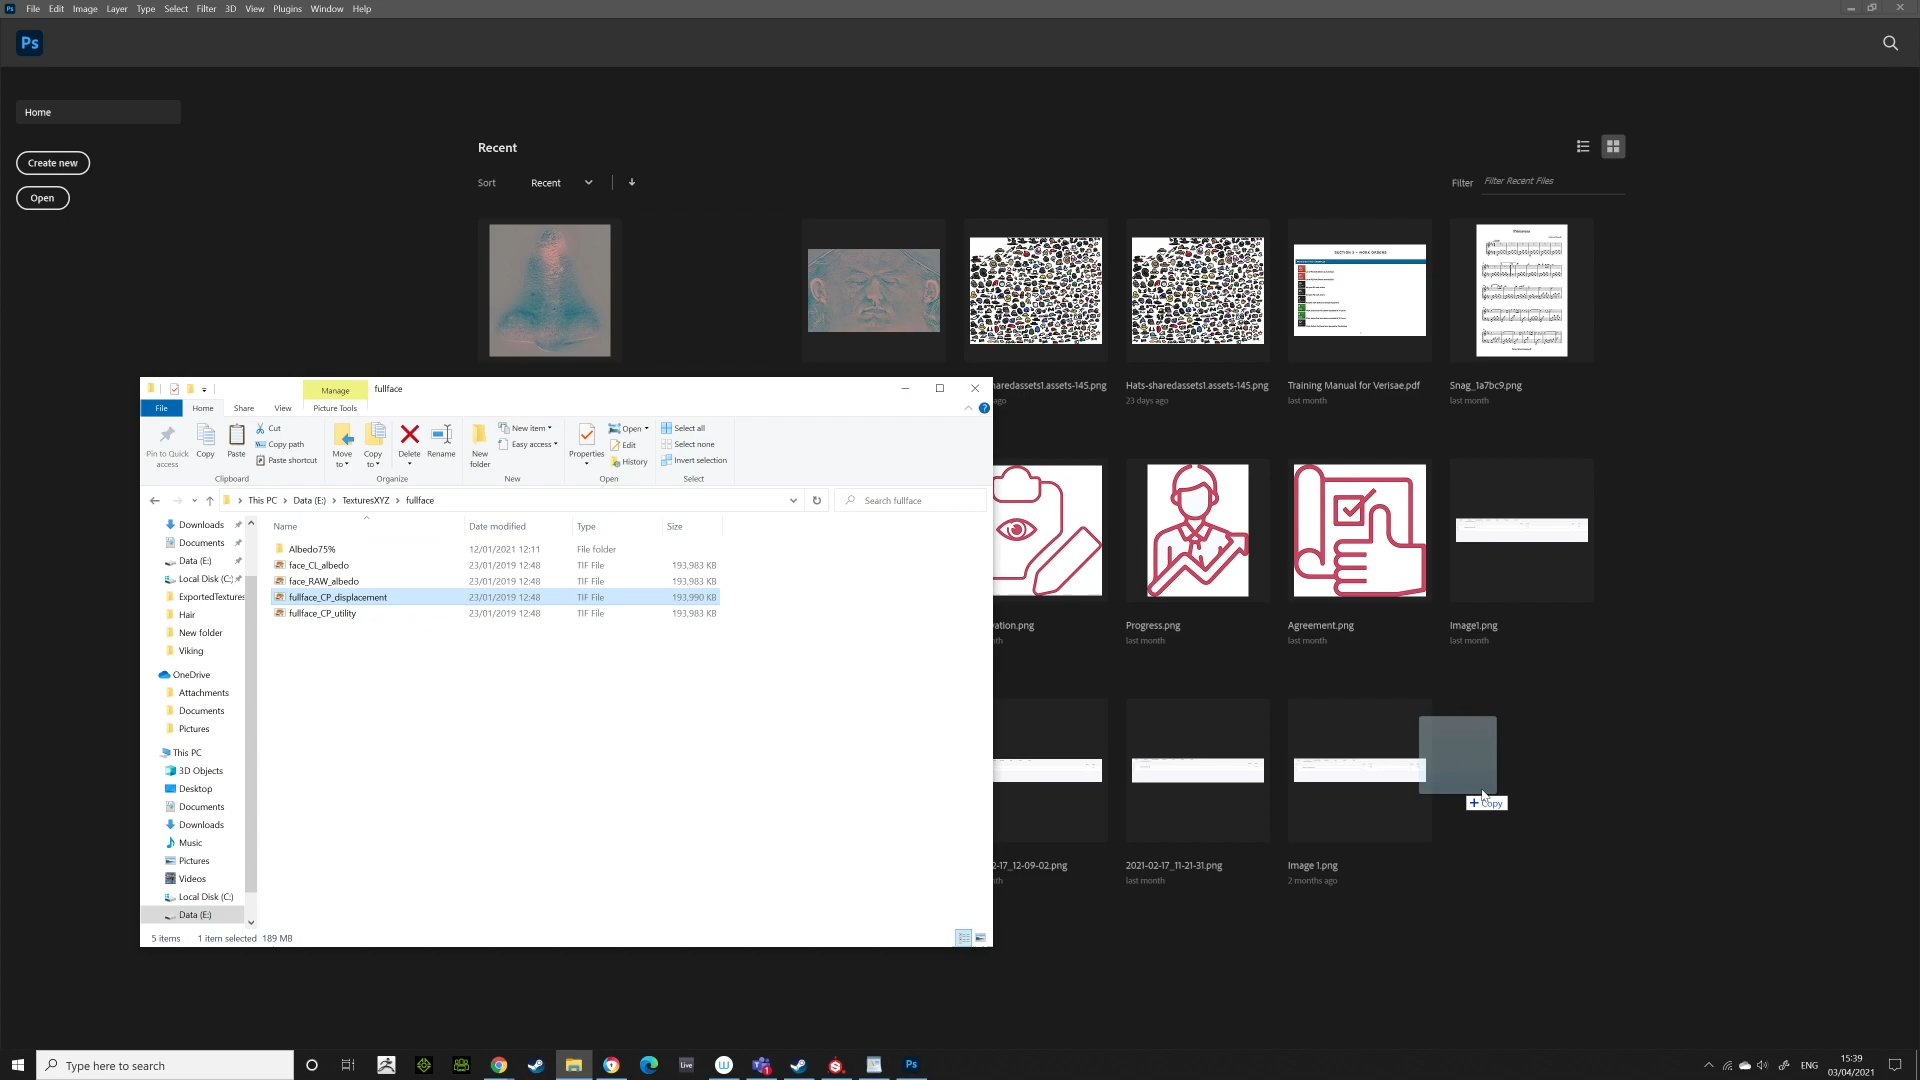 Ps File Edit Image Layer Type Select Filter 3D View Plugins Window Help
Ps
Home
Create new
Open
Recent
Sort Recent
Filter Filter Recent Files
SECTION 3 - WORK ORDERS
aredassets1.assets-145.png
ago
Hats-sharedassets1.assets-145.png
23 days ago
Training Manual for Verisae.pdf
last month
Snag_1a7bc9.png
last month
ation.png
nth
Progress.png
last month
Agreement.png
last month
Image1.png
last month
2-17_12-09-02.png
nth
2021-02-17_11-21-31.png
last month
Image 1.png
2 months ago
Copy
Manage fullface
File Home Share View Picture Tools
Pin to Quick access
Copy
Paste
Cut
Copy path
Paste shortcut
Clipboard
Move to
Copy to
Delete
Rename
Organize
New folder
New item
Easy access
New
Properties
Open
Edit
History
Open
Select all
Select none
Invert selection
Select
This PC > Data (E:) > TexturesXYZ > fullface
Search fullface
Downloads
Documents
Data (E:)
Local Disk (C:)
ExportedTextures
Hair
New folder
Viking
OneDrive
Attachments
Documents
Pictures
This PC
3D Objects
Desktop
Documents
Downloads
Music
Pictures
Videos
Local Disk (C:)
Data (E:)
Name Date modified Type Size
Albedo75% 12/01/2021 12:11 File folder
face_CL_albedo 23/01/2019 12:48 TIF File 193,983 KB
face_RAW_albedo 23/01/2019 12:48 TIF File 193,983 KB
fullface_CP_displacement 23/01/2019 12:48 TIF File 193,990 KB
fullface_CP_utility 23/01/2019 12:48 TIF File 193,983 KB
5 items 1 item selected 189 MB
Type here to search
Live
Ps
ENG
15:39
03/04/2021